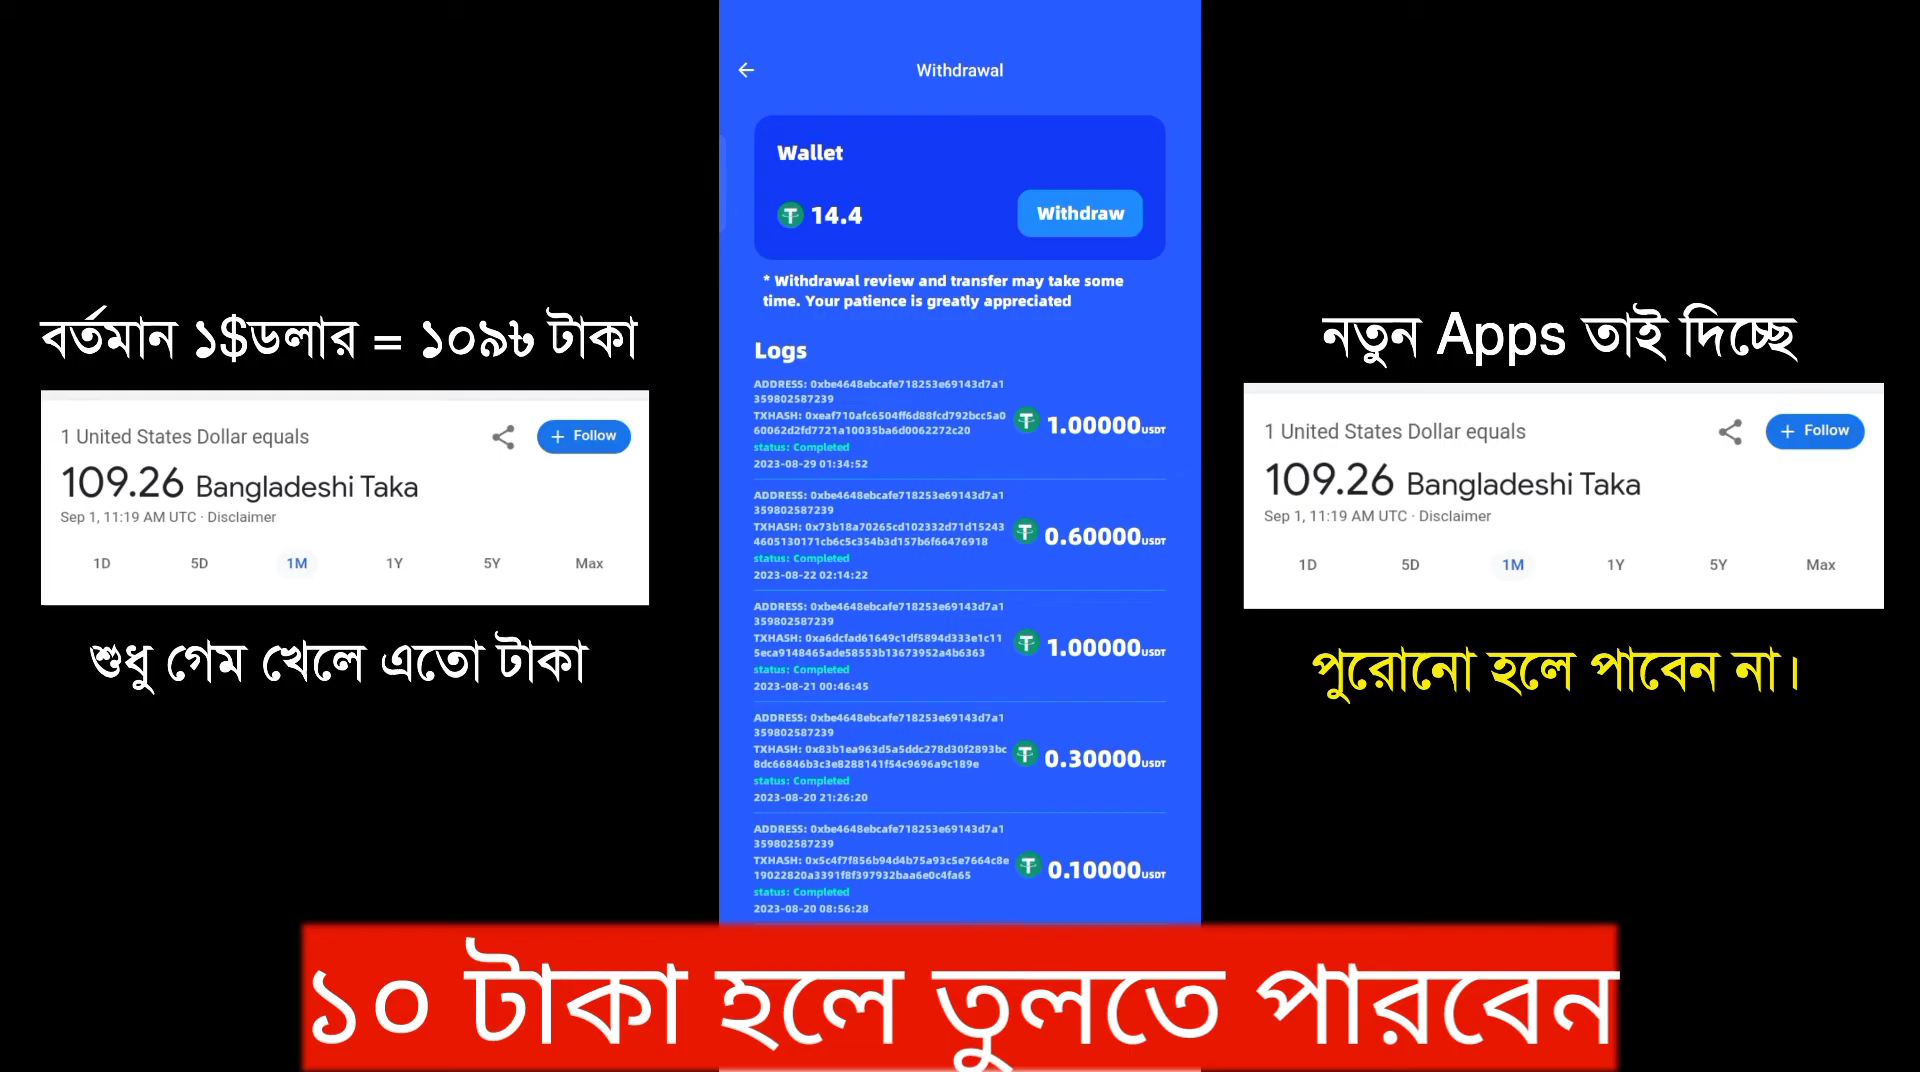 Withdrawal
Wallet
14.4
Withdraw
* Withdrawal review and transfer may take some
time. Your patience is greatly appreciated
Logs
ADDRESS: 0xbe4648ebcafe718253e69143d7a1
359802587239
TXHASH: 0xeaf710afc6504ff6d88fcd792bcc5a0
60062d2fd7721a10035ba6d0062272c20
status: Completed
2023-08-29 01:34:52
1.00000USDT
ADDRESS: 0xbe4648ebcafe718253e69143d7a1
359802587239
TXHASH: 0x73b18a70265cd102332d71d15243
4605130171cb6c5c354b3d157b6f66476918
status: Completed
2023-08-22 02:14:22
0.60000USDT
ADDRESS: 0xbe4648ebcafe718253e69143d7a1
359802587239
TXHASH: 0xa6dcfad61649c1df5894d333e1c11
5eca9148465ade58553b13673952a4b6363
status: Completed
2023-08-21 00:46:45
1.00000USDT
ADDRESS: 0xbe4648ebcafe718253e69143d7a1
359802587239
TXHASH: 0x83b1ea963d5a5ddc278d30f2893bc
8dc66846b3c3e8288141f54c9696a9c189e
status: Completed
2023-08-20 21:26:20
0.30000USDT
ADDRESS: 0xbe4648ebcafe718253e69143d7a1
359802587239
TXHASH: 0x5c4f7f856b94d4b75a93c5e7664c8e
19022820a3391f8f397932baa6e0c4fa65
status: Completed
2023-08-20 08:56:28
0.10000USDT
বর্তমান ১$ডলার = ১০৯৳ টাকা
1 United States Dollar equals
+ Follow
109.26 Bangladeshi Taka
Sep 1, 11:19 AM UTC · Disclaimer
1D 5D 1M 1Y 5Y Max
শুধু গেম খেলে এতো টাকা
নতুন Apps তাই দিচ্ছে
1 United States Dollar equals
+ Follow
109.26 Bangladeshi Taka
Sep 1, 11:19 AM UTC · Disclaimer
1D 5D 1M 1Y 5Y Max
পুরোনো হলে পাবেন না।
১০ টাকা হলে তুলতে পারবেন